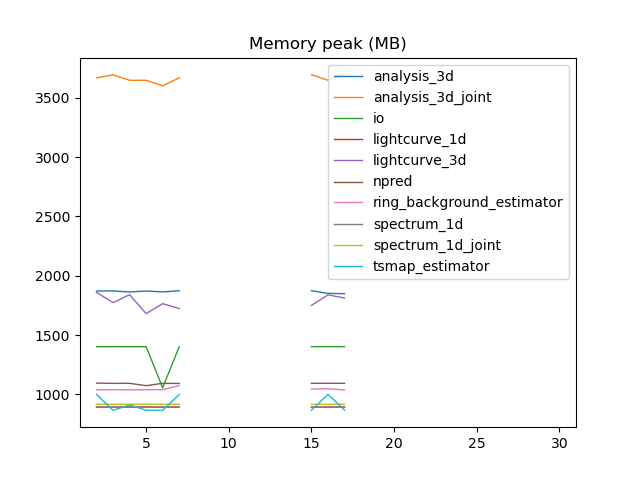 Memory peak (MB)
3500
3000
2500
2000
1500
1000
analysis_3d
analysis_3d_joint
io
lightcurve_1d
lightcurve_3d
npred
ring_background_estimator
spectrum_1d
spectrum_1d_joint
tsmap_estimator
5 10 15 20 25 30